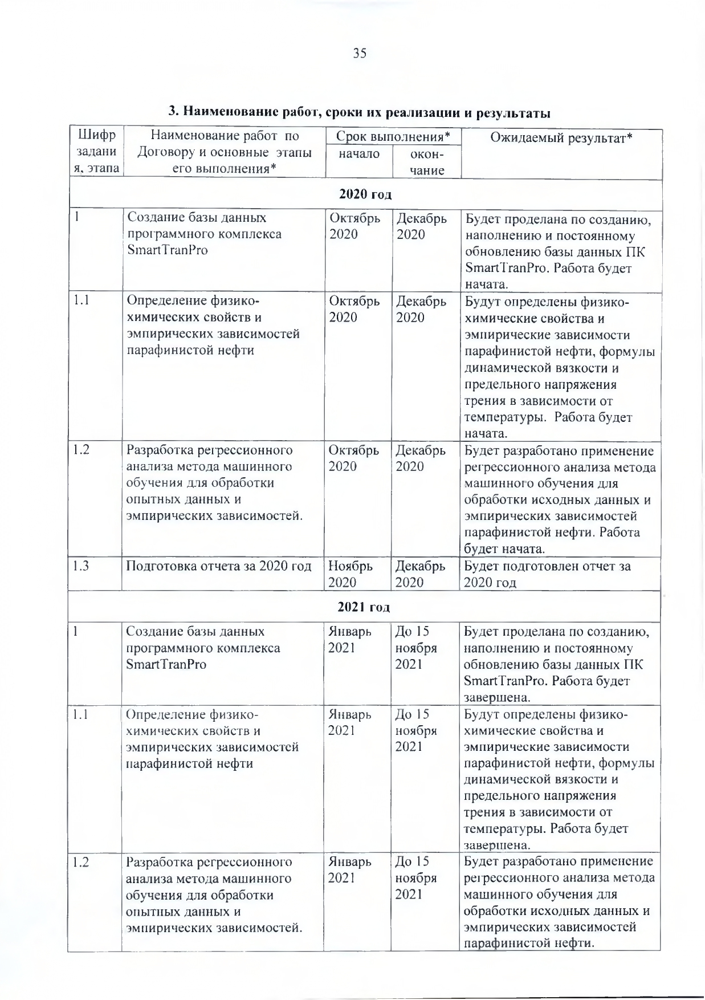 35
3. Наименование работ, сроки их реализации и результаты
Шифр
задани
я, этапа
Наименование работ по
Договору и основные этапы
его выполнения*
Срок выполнения*
начало
окон-
чание
Ожидаемый результат*
2020 год
1
Создание базы данных
программного комплекса
SmartTranPro
Октябрь
2020
Декабрь
2020
Будет проделана по созданию,
наполнению и постоянному
обновлению базы данных ПК
SmartTranPro. Работа будет
начата.
1.1
Определение физико-
химических свойств и
эмпирических зависимостей
парафинистой нефти
Октябрь
2020
Декабрь
2020
Будут определены физико-
химические свойства и
эмпирические зависимости
парафинистой нефти, формулы
динамической вязкости и
предельного напряжения
трения в зависимости от
температуры. Работа будет
начата.
1.2
Разработка регрессионного
анализа метода машинного
обучения для обработки
опытных данных и
эмпирических зависимостей.
Октябрь
2020
Декабрь
2020
Будет разработано применение
регрессионного анализа метода
машинного обучения для
обработки исходных данных и
эмпирических зависимостей
парафинистой нефти. Работа
будет начата.
1.3
Подготовка отчета за 2020 год
Ноябрь
2020
Декабрь
2020
Будет подготовлен отчет за
2020 год
2021 год
1
Создание базы данных
программного комплекса
SmartTranPro
Январь
2021
До 15
ноября
2021
Будет проделана по созданию,
наполнению и постоянному
обновлению базы данных ПК
SmartTranPro. Работа будет
завершена.
1.1
Определение физико-
химических свойств и
эмпирических зависимостей
парафинистой нефти
Январь
2021
До 15
ноября
2021
Будут определены физико-
химические свойства и
эмпирические зависимости
парафинистой нефти, формулы
динамической вязкости и
предельного напряжения
трения в зависимости от
температуры. Работа будет
завершена.
1.2
Разработка регрессионного
анализа метода машинного
обучения для обработки
опытных данных и
эмпирических зависимостей.
Январь
2021
До 15
ноября
2021
Будет разработано применение
регрессионного анализа метода
машинного обучения для
обработки исходных данных и
эмпирических зависимостей
парафинистой нефти.